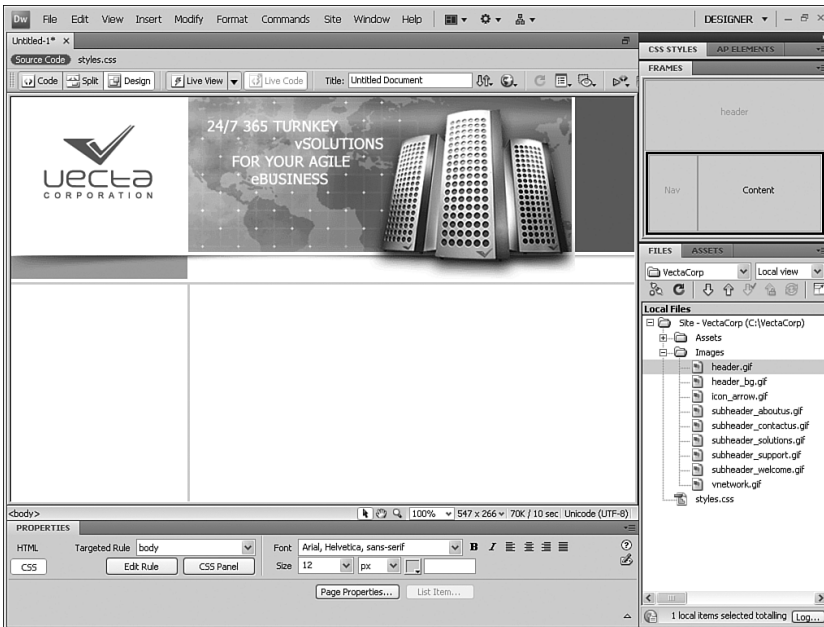 Dw File Edit View Insert Modify Format Commands Site Window Help DESIGNER
Untitled-1*
Source Code styles.css
Code Split Design Live View Live Code Title: Untitled Document
24/7 365 TURNKEY
vSOLUTIONS
FOR YOUR AGILE
eBUSINESS
vecta
CORPORATION
<body> 100% 547 x 266 70K / 10 sec Unicode (UTF-8)
PROPERTIES
HTML Targeted Rule body Font Arial, Helvetica, sans-serif B I
CSS Edit Rule CSS Panel Size 12 px
Page Properties... List Item...
CSS STYLES AP ELEMENTS
FRAMES
header
Nav Content
FILES ASSETS
VectaCorp Local view
Local Files
Site - VectaCorp (C:\VectaCorp)
Assets
Images
header.gif
header_bg.gif
icon_arrow.gif
subheader_aboutus.gif
subheader_contactus.gif
subheader_solutions.gif
subheader_support.gif
subheader_welcome.gif
vnetwork.gif
styles.css
1 local items selected totalling Log...